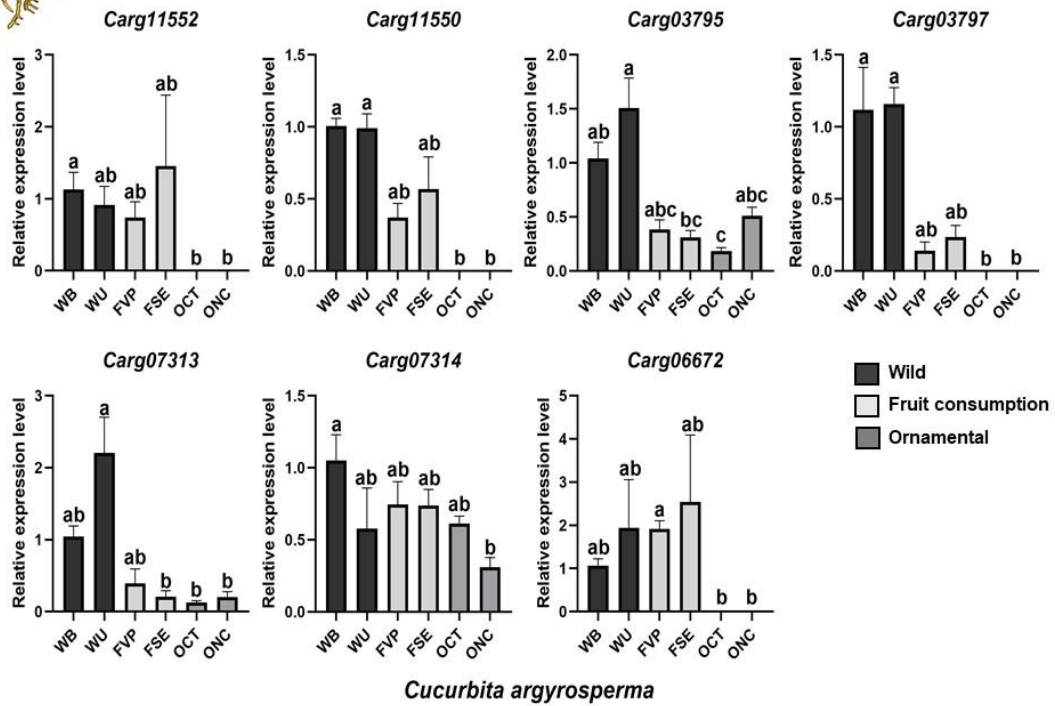 Carg11552 Carg11550 Carg03795 Carg03797
Relative expression level
3
2
1
0
a ab ab ab b b
WB WU FVP FSE OCT ONC
Relative expression level
1.5
1.0
0.5
0.0
a a ab ab b b
WB WU FVP FSE OCT ONC
Relative expression level
2.0
1.5
1.0
0.5
0.0
ab a abc bc c abc
WB WU FVP FSE OCT ONC
Relative expression level
1.5
1.0
0.5
0.0
a a ab ab b b
WB WU FVP FSE OCT ONC
Carg07313 Carg07314 Carg06672
Relative expression level
3
2
1
0
ab a ab b b b
WB WU FVP FSE OCT ONC
Relative expression level
1.5
1.0
0.5
0.0
a ab ab ab ab b
WB WU FVP FSE OCT ONC
Relative expression level
5
4
3
2
1
0
ab ab a ab b b
WB WU FVP FSE OCT ONC
Wild
Fruit consumption
Ornamental
Cucurbita argyrosperma